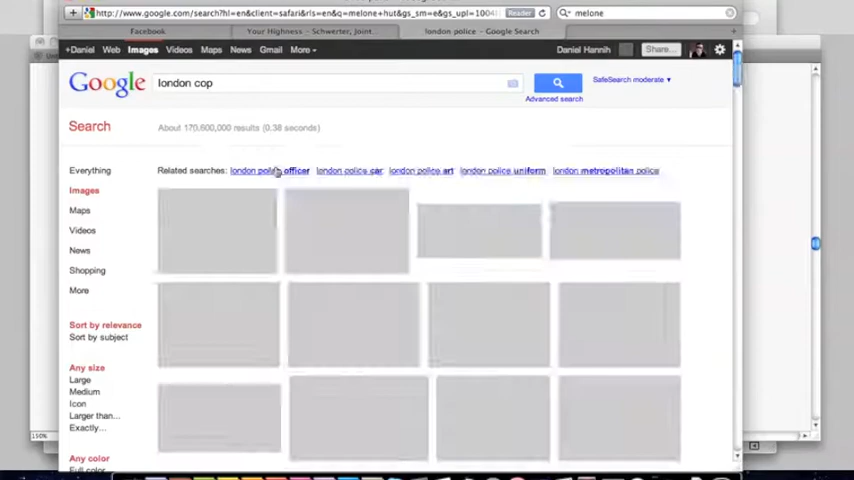 http://www.google.com/search?hl=en&client=safari&rls=en&q=melone+hut&gs_sm=e&gs_upl=1004
Reader
melone
Facebook
Your Highness – Schwerter, Joint...
london police – Google Search
+Daniel Web Images Videos Maps News Gmail More
Daniel Hannih
Share...
Google
london cop
SafeSearch moderate
Advanced search
Search
About 170,600,000 results (0.38 seconds)
Everything
Related searches: london police officer london police car london police art london police uniform london metropolitan police
Images
Maps
Videos
News
Shopping
More
Sort by relevance
Sort by subject
Any size
Large
Medium
Icon
Larger than...
Exactly...
Any color
Full color
150%